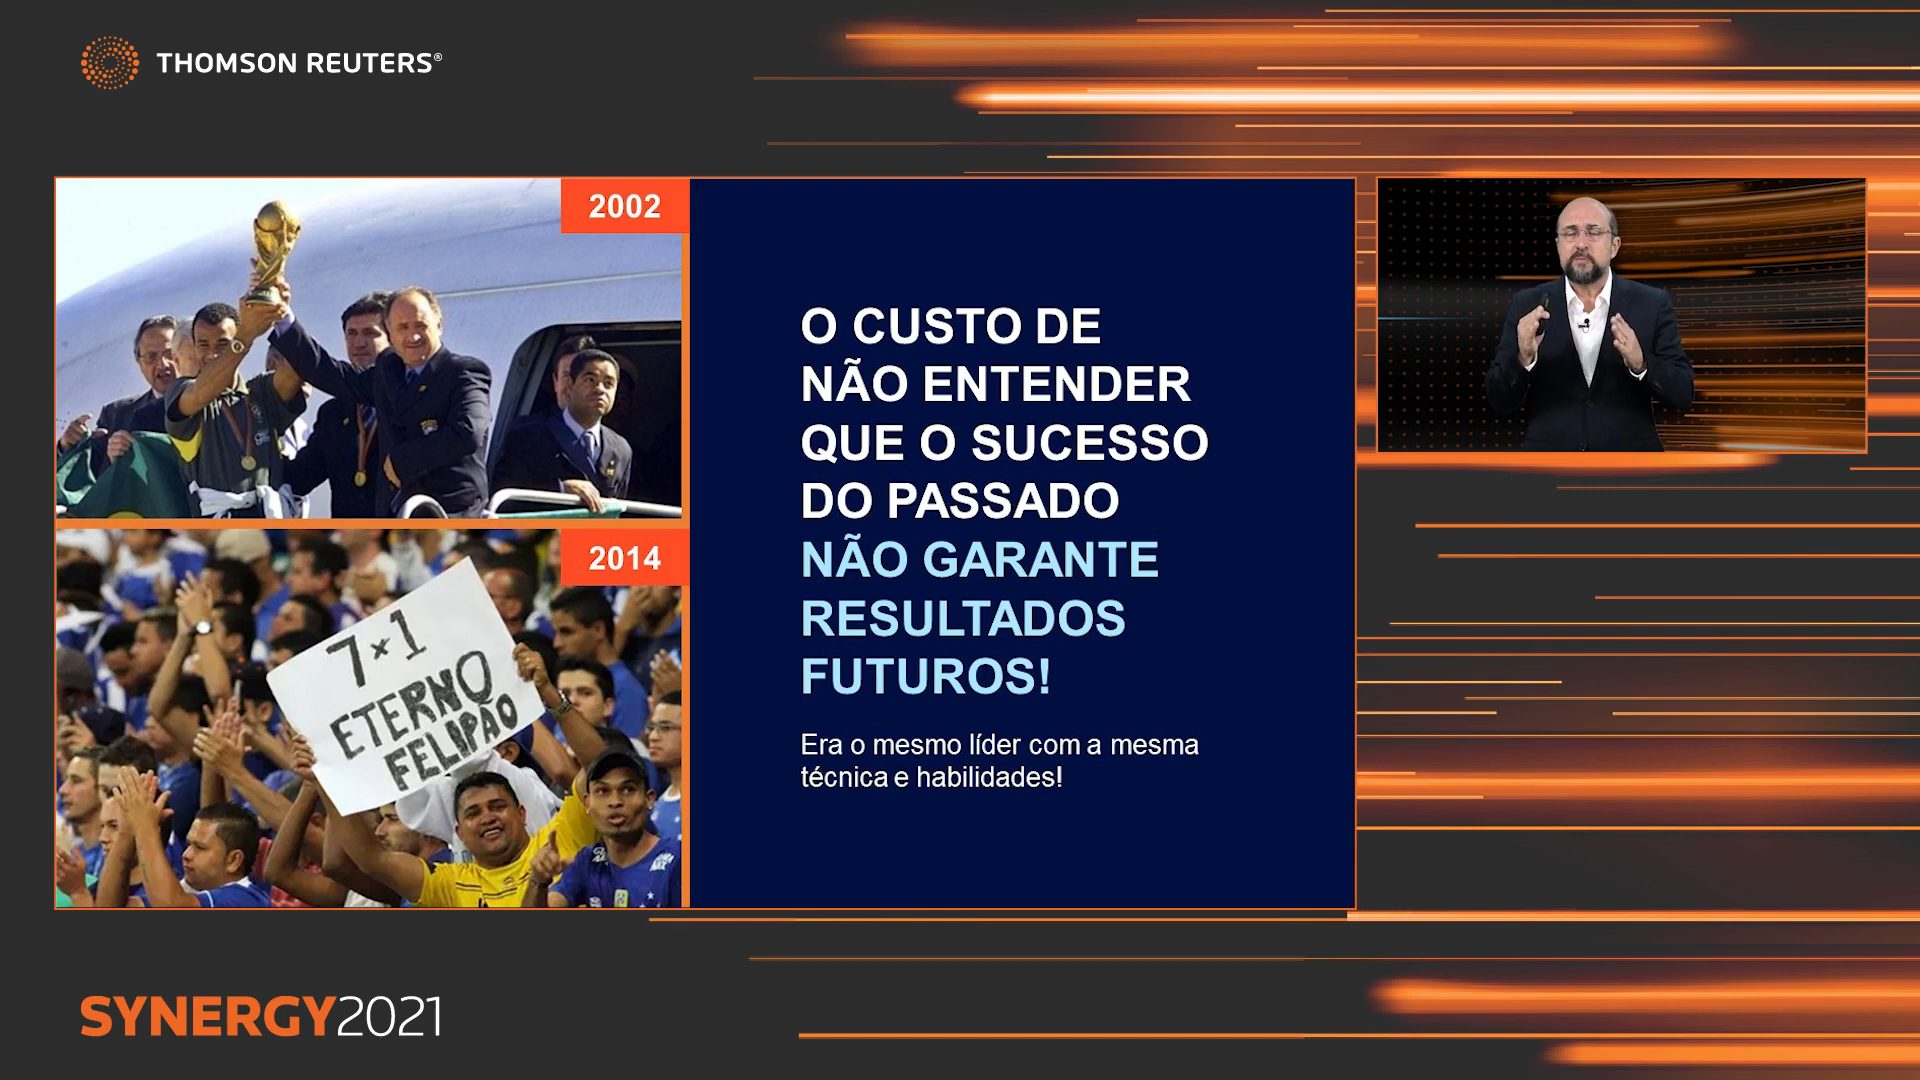 THOMSON REUTERS®
2002
O CUSTO DE
NÃO ENTENDER
QUE O SUCESSO
DO PASSADO
NÃO GARANTE
RESULTADOS
FUTUROS!
Era o mesmo líder com a mesma
técnica e habilidades!
2014
7x1
ETERNO
FELIPÃO
SYNERGY2021